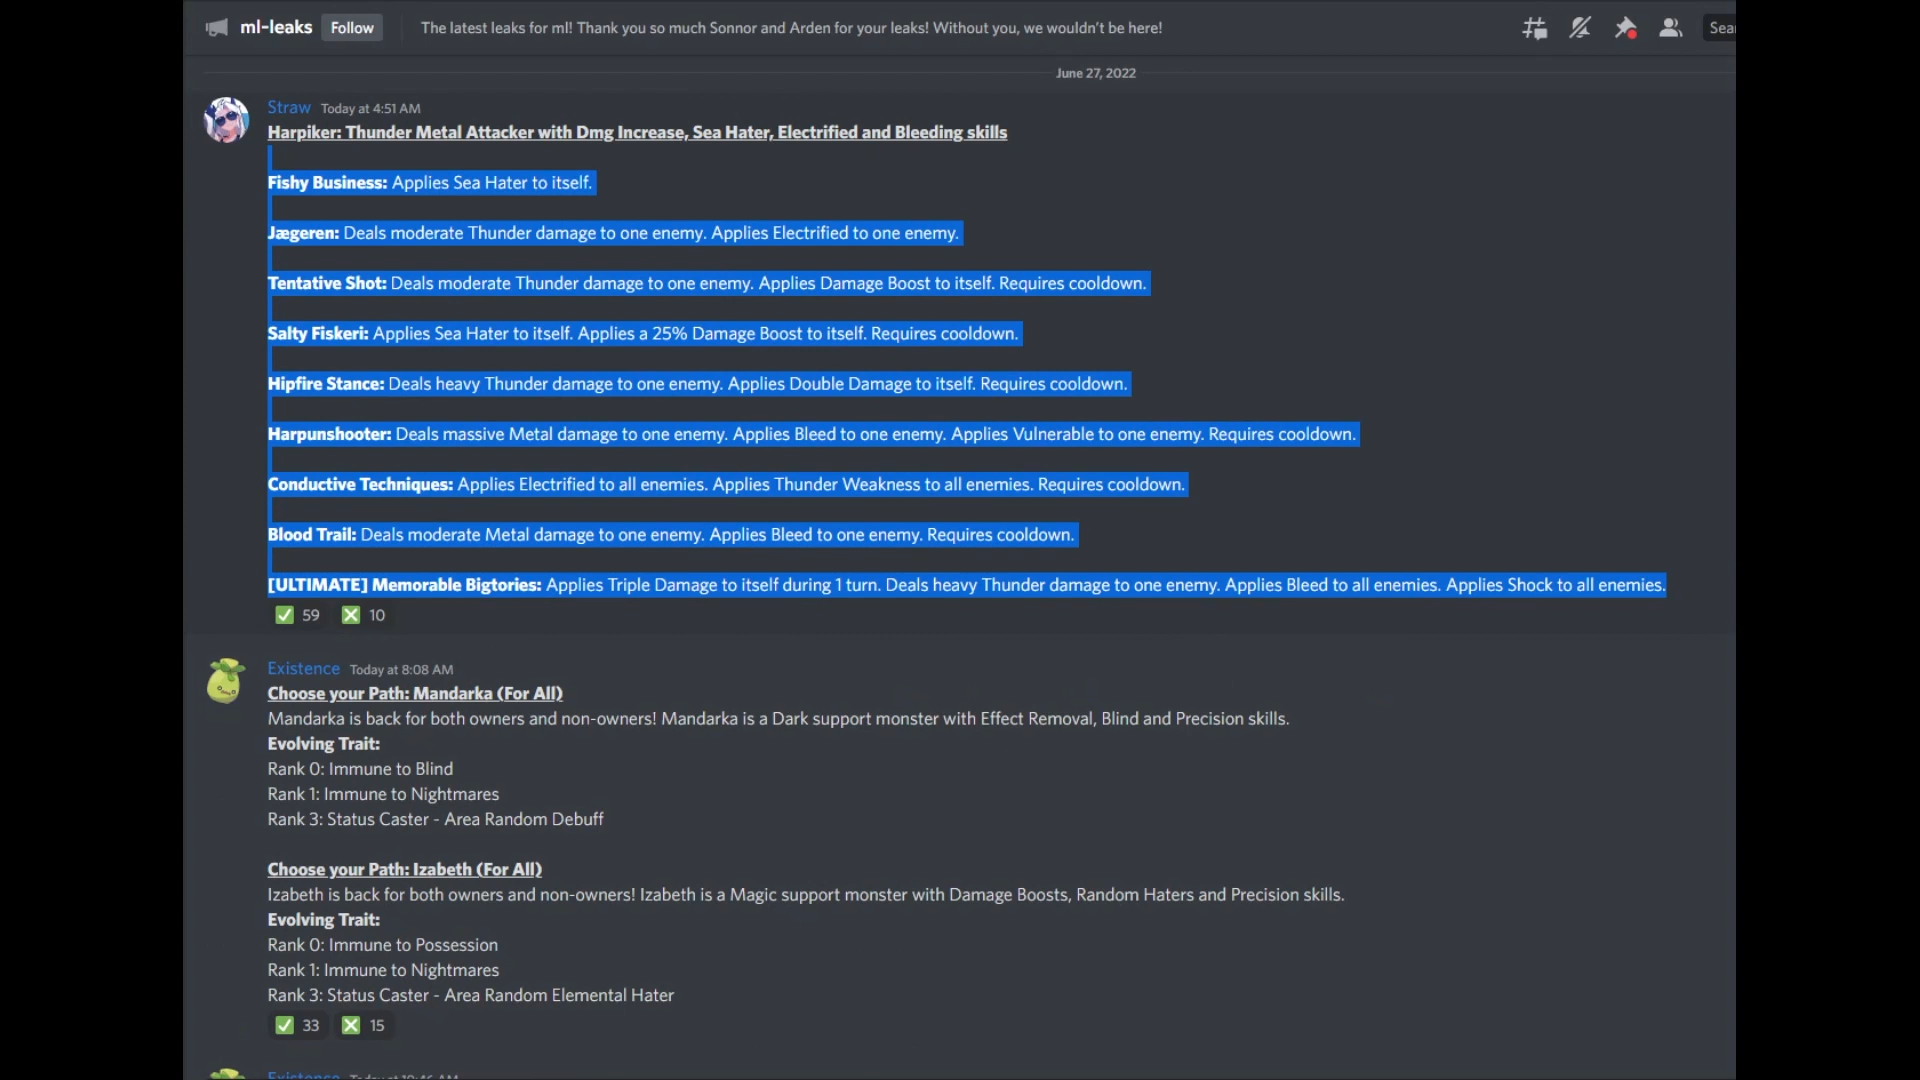 ml-leaks Follow The latest leaks for ml! Thank you so much Sonnor and Arden for your leaks! Without you, we wouldn't be here! Sea
June 27, 2022
Straw Today at 4:51 AM
Harpiker: Thunder Metal Attacker with Dmg Increase, Sea Hater, Electrified and Bleeding skills
Fishy Business: Applies Sea Hater to itself.
Jægeren: Deals moderate Thunder damage to one enemy. Applies Electrified to one enemy.
Tentative Shot: Deals moderate Thunder damage to one enemy. Applies Damage Boost to itself. Requires cooldown.
Salty Fiskeri: Applies Sea Hater to itself. Applies a 25% Damage Boost to itself. Requires cooldown.
Hipfire Stance: Deals heavy Thunder damage to one enemy. Applies Double Damage to itself. Requires cooldown.
Harpunshooter: Deals massive Metal damage to one enemy. Applies Bleed to one enemy. Applies Vulnerable to one enemy. Requires cooldown.
Conductive Techniques: Applies Electrified to all enemies. Applies Thunder Weakness to all enemies. Requires cooldown.
Blood Trail: Deals moderate Metal damage to one enemy. Applies Bleed to one enemy. Requires cooldown.
[ULTIMATE] Memorable Bigtories: Applies Triple Damage to itself during 1 turn. Deals heavy Thunder damage to one enemy. Applies Bleed to all enemies. Applies Shock to all enemies.
59 10
Existence Today at 8:08 AM
Choose your Path: Mandarka (For All)
Mandarka is back for both owners and non-owners! Mandarka is a Dark support monster with Effect Removal, Blind and Precision skills.
Evolving Trait:
Rank 0: Immune to Blind
Rank 1: Immune to Nightmares
Rank 3: Status Caster - Area Random Debuff
Choose your Path: Izabeth (For All)
Izabeth is back for both owners and non-owners! Izabeth is a Magic support monster with Damage Boosts, Random Haters and Precision skills.
Evolving Trait:
Rank 0: Immune to Possession
Rank 1: Immune to Nightmares
Rank 3: Status Caster - Area Random Elemental Hater
33 15
Existence Today at 10:46 AM